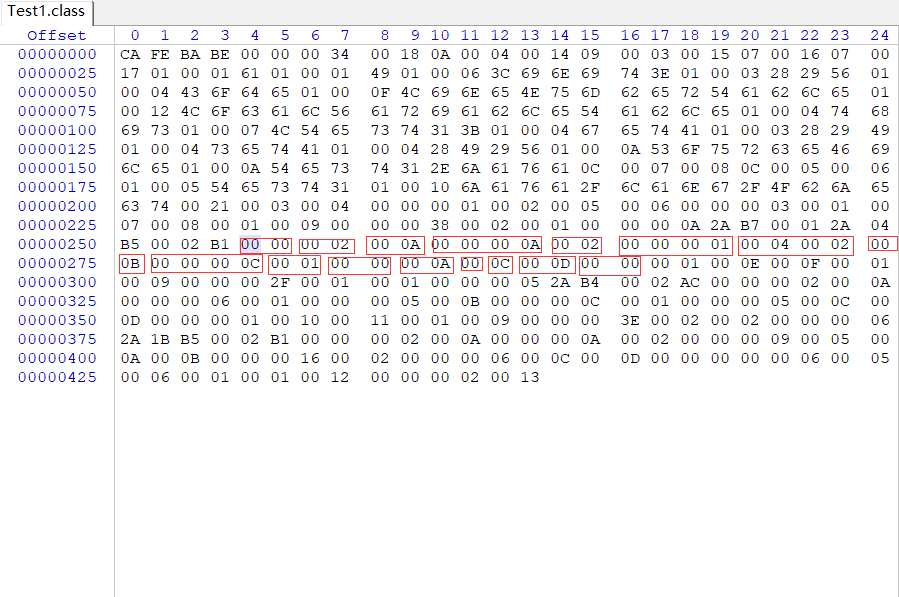 Test1.class
Offset 0 1 2 3 4 5 6 7 8 9 10 11 12 13 14 15 16 17 18 19 20 21 22 23 24
00000000 CA FE BA BE 00 00 00 34 00 18 0A 00 04 00 14 09 00 03 00 15 07 00 16 07 00
00000025 17 01 00 01 61 01 00 01 49 01 00 06 3C 69 6E 69 74 3E 01 00 03 28 29 56 01
00000050 00 04 43 6F 64 65 01 00 0F 4C 69 6E 65 4E 75 6D 62 65 72 54 61 62 6C 65 01
00000075 00 12 4C 6F 63 61 6C 56 61 72 69 61 62 6C 65 54 61 62 6C 65 01 00 04 74 68
00000100 69 73 01 00 07 4C 54 65 73 74 31 3B 01 00 04 67 65 74 41 01 00 03 28 29 49
00000125 01 00 04 73 65 74 41 01 00 04 28 49 29 56 01 00 0A 53 6F 75 72 63 65 46 69
00000150 6C 65 01 00 0A 54 65 73 74 31 2E 6A 61 76 61 0C 00 07 00 08 0C 00 05 00 06
00000175 01 00 05 54 65 73 74 31 01 00 10 6A 61 76 61 2F 6C 61 6E 67 2F 4F 62 6A 65
00000200 63 74 00 21 00 03 00 04 00 00 00 01 00 02 00 05 00 06 00 00 00 03 00 01 00
00000225 07 00 08 00 01 00 09 00 00 00 38 00 02 00 01 00 00 00 0A 2A B7 00 01 2A 04
00000250 B5 00 02 B1 00 00 00 02 00 0A 00 00 00 0A 00 02 00 00 00 01 00 04 00 02 00
00000275 0B 00 00 00 0C 00 01 00 00 00 0A 00 0C 00 0D 00 00 00 01 00 0E 00 0F 00 01
00000300 00 09 00 00 00 2F 00 01 00 01 00 00 00 05 2A B4 00 02 AC 00 00 00 02 00 0A
00000325 00 00 00 06 00 01 00 00 00 05 00 0B 00 00 00 0C 00 01 00 00 00 05 00 0C 00
00000350 0D 00 00 00 01 00 10 00 11 00 01 00 09 00 00 00 3E 00 02 00 02 00 00 00 06
00000375 2A 1B B5 00 02 B1 00 00 00 02 00 0A 00 00 00 0A 00 02 00 00 00 09 00 05 00
00000400 0A 00 0B 00 00 00 16 00 02 00 00 00 06 00 0C 00 0D 00 00 00 00 00 06 00 05
00000425 00 06 00 01 00 01 00 12 00 00 00 02 00 13